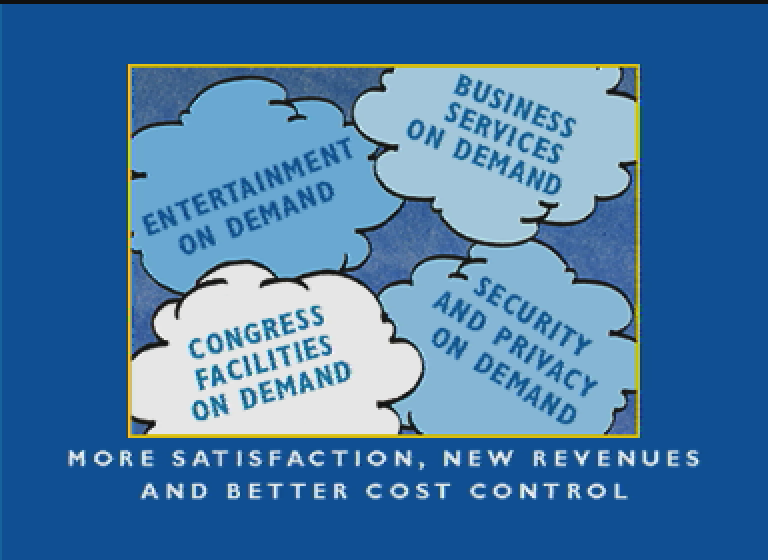 ENTERTAINMENT
ON DEMAND
BUSINESS
SERVICES
ON DEMAND
CONGRESS
FACILITIES
ON DEMAND
SECURITY
AND PRIVACY
ON DEMAND
MORE SATISFACTION, NEW REVENUES
AND BETTER COST CONTROL